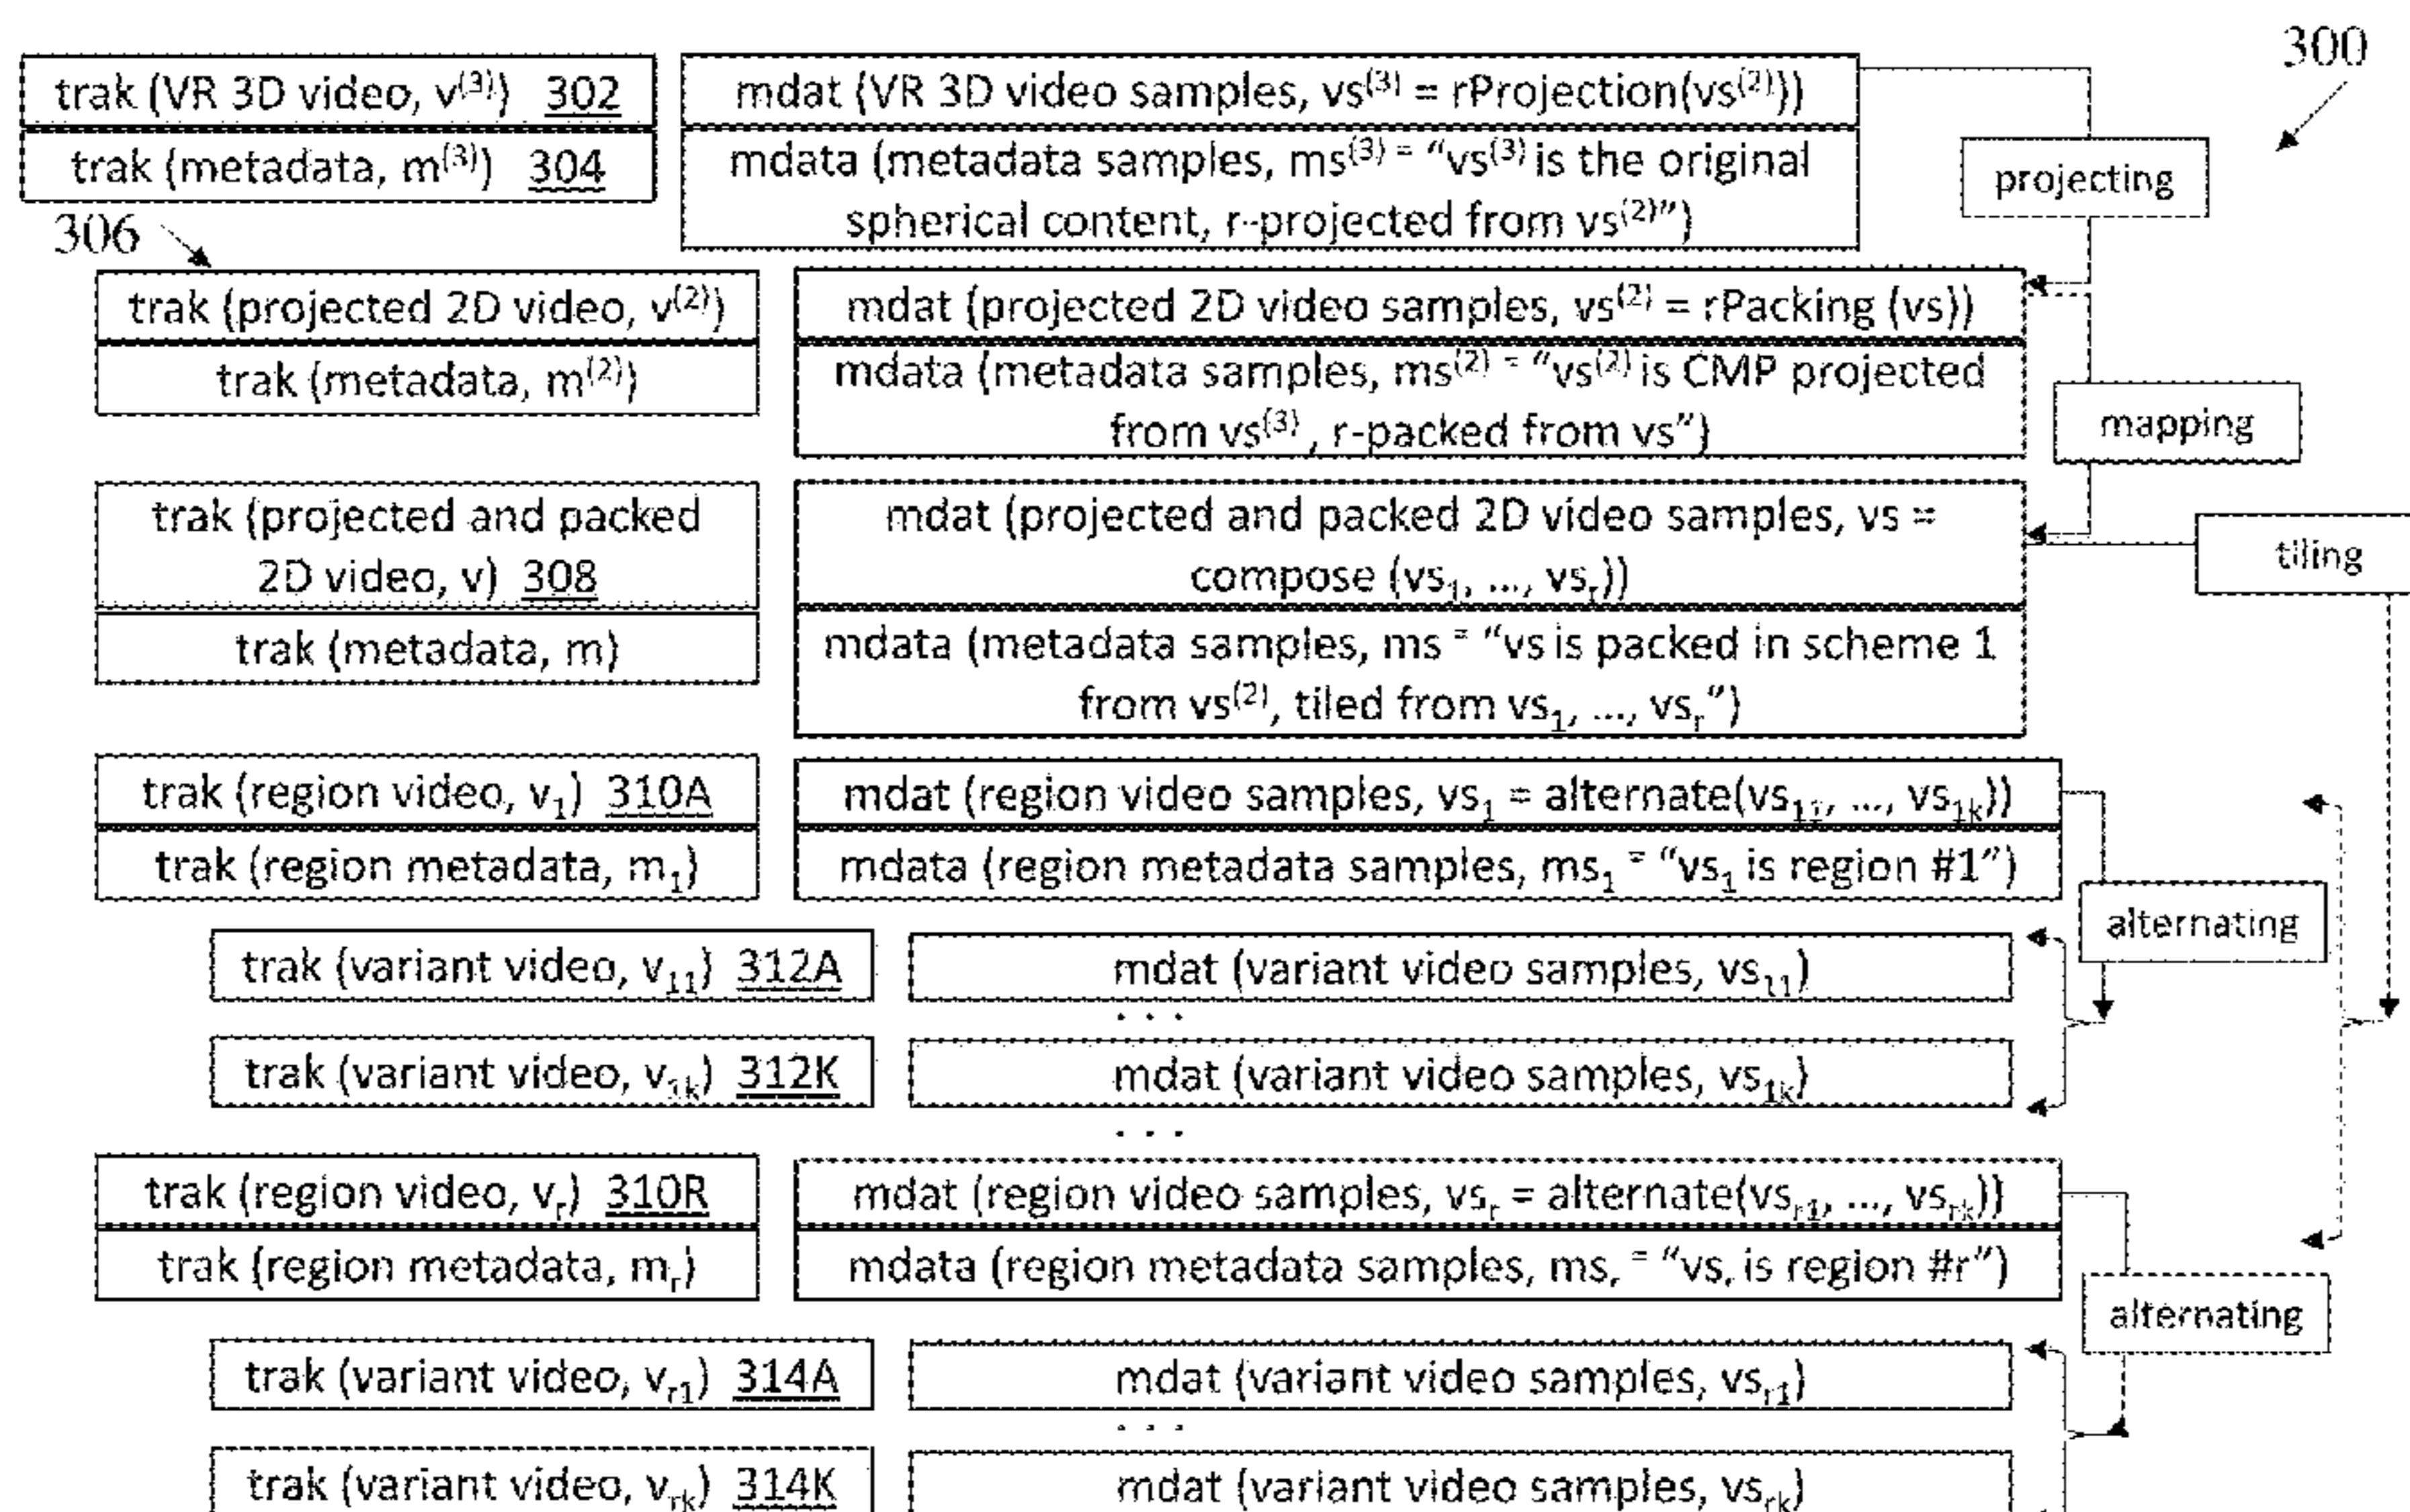 300
trak (VR 3D video, v⁽³⁾) 302
mdat (VR 3D video samples, vs⁽³⁾ = rProjection(vs⁽²⁾))
trak (metadata, m⁽³⁾) 304
mdata (metadata samples, ms⁽³⁾ = “vs⁽³⁾ is the original
spherical content, r-projected from vs⁽²⁾”)
projecting
306
trak (projected 2D video, v⁽²⁾)
mdat (projected 2D video samples, vs⁽²⁾ = rPacking (vs))
trak (metadata, m⁽²⁾)
mdata (metadata samples, ms⁽²⁾ = “vs⁽²⁾ is CMP projected
from vs⁽³⁾, r-packed from vs”)
mapping
trak (projected and packed
2D video, v) 308
mdat (projected and packed 2D video samples, vs =
compose (vs₁, ..., vsᵣ))
tiling
trak (metadata, m)
mdata (metadata samples, ms = “vs is packed in scheme 1
from vs⁽²⁾, tiled from vs₁, ..., vsᵣ”)
trak (region video, v₁) 310A
mdat (region video samples, vs₁ = alternate(vs₁₁, ..., vs₁ₖ))
trak (region metadata, m₁)
mdata (region metadata samples, ms₁ = “vs₁ is region #1”)
alternating
trak (variant video, v₁₁) 312A
mdat (variant video samples, vs₁₁)
. . .
trak (variant video, v₁ₖ) 312K
mdat (variant video samples, vs₁ₖ)
. . .
trak (region video, vᵣ) 310R
mdat (region video samples, vsᵣ = alternate(vsᵣ₁, ..., vsᵣₖ))
trak (region metadata, mᵣ)
mdata (region metadata samples, msᵣ = “vsᵣ is region #r”)
alternating
trak (variant video, vᵣ₁) 314A
mdat (variant video samples, vsᵣ₁)
. . .
trak (variant video, vᵣₖ) 314K
mdat (variant video samples, vsᵣₖ)